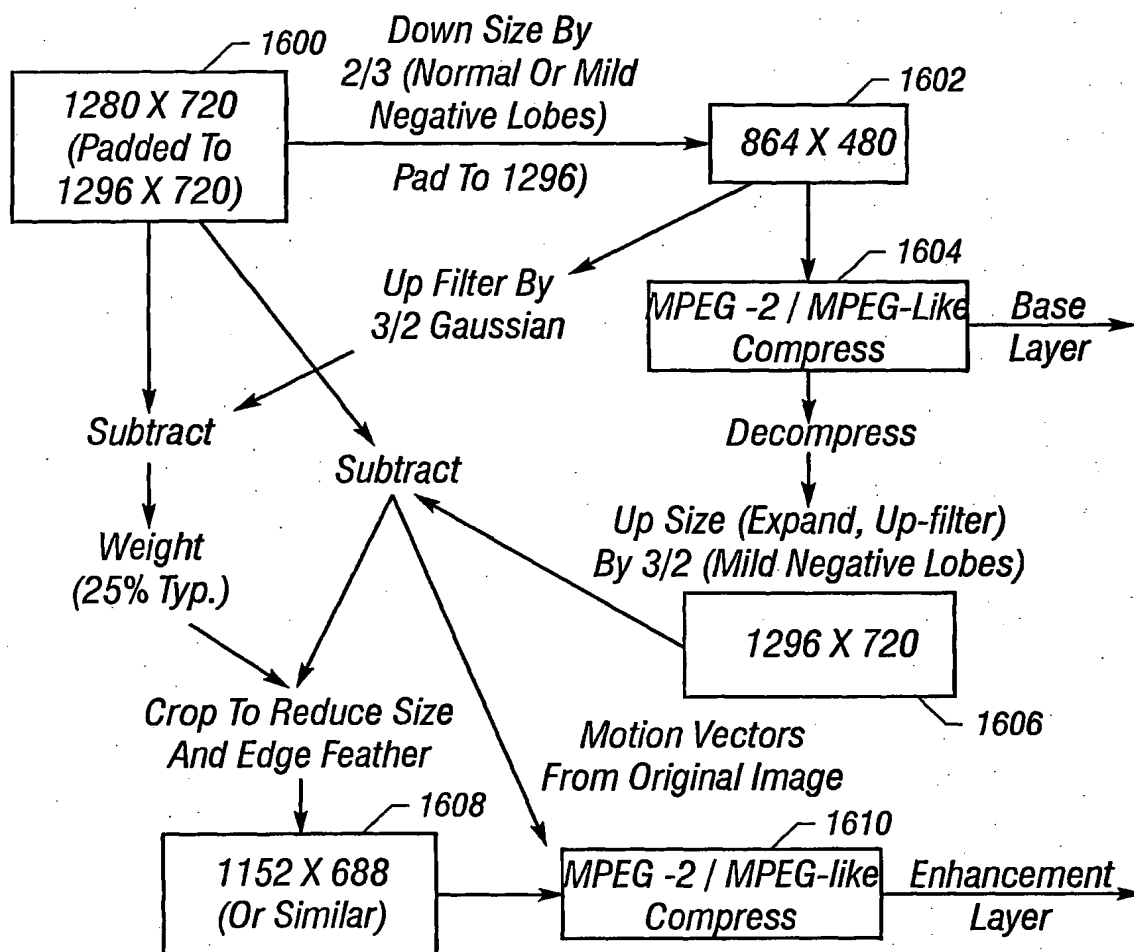 1600
1280 X 720
(Padded To
1296 X 720)
Down Size By
2/3 (Normal Or Mild
Negative Lobes)
Pad To 1296)
1602
864 X 480
Up Filter By
3/2 Gaussian
1604
MPEG -2 / MPEG-Like
Compress
Base
Layer
Subtract
Subtract
Decompress
Weight
(25% Typ.)
Up Size (Expand, Up-filter)
By 3/2 (Mild Negative Lobes)
1296 X 720
1606
Crop To Reduce Size
And Edge Feather
Motion Vectors
From Original Image
1608
1152 X 688
(Or Similar)
1610
MPEG -2 / MPEG-like
Compress
Enhancement
Layer